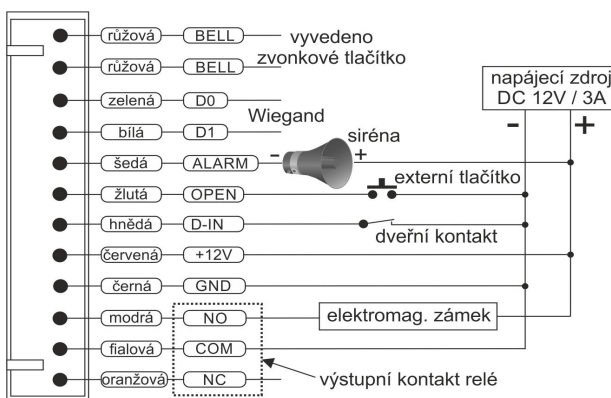 růžová BELL vyvedeno
růžová BELL zvonkové tlačítko
zelená D0
Wiegand
bílá D1
šedá ALARM - siréna +
žlutá OPEN externí tlačítko
hnědá D-IN dveřní kontakt
červená +12V
černá GND
modrá NO elektromag. zámek
fialová COM
oranžová NC výstupní kontakt relé
napájecí zdroj
DC 12V / 3A
- +